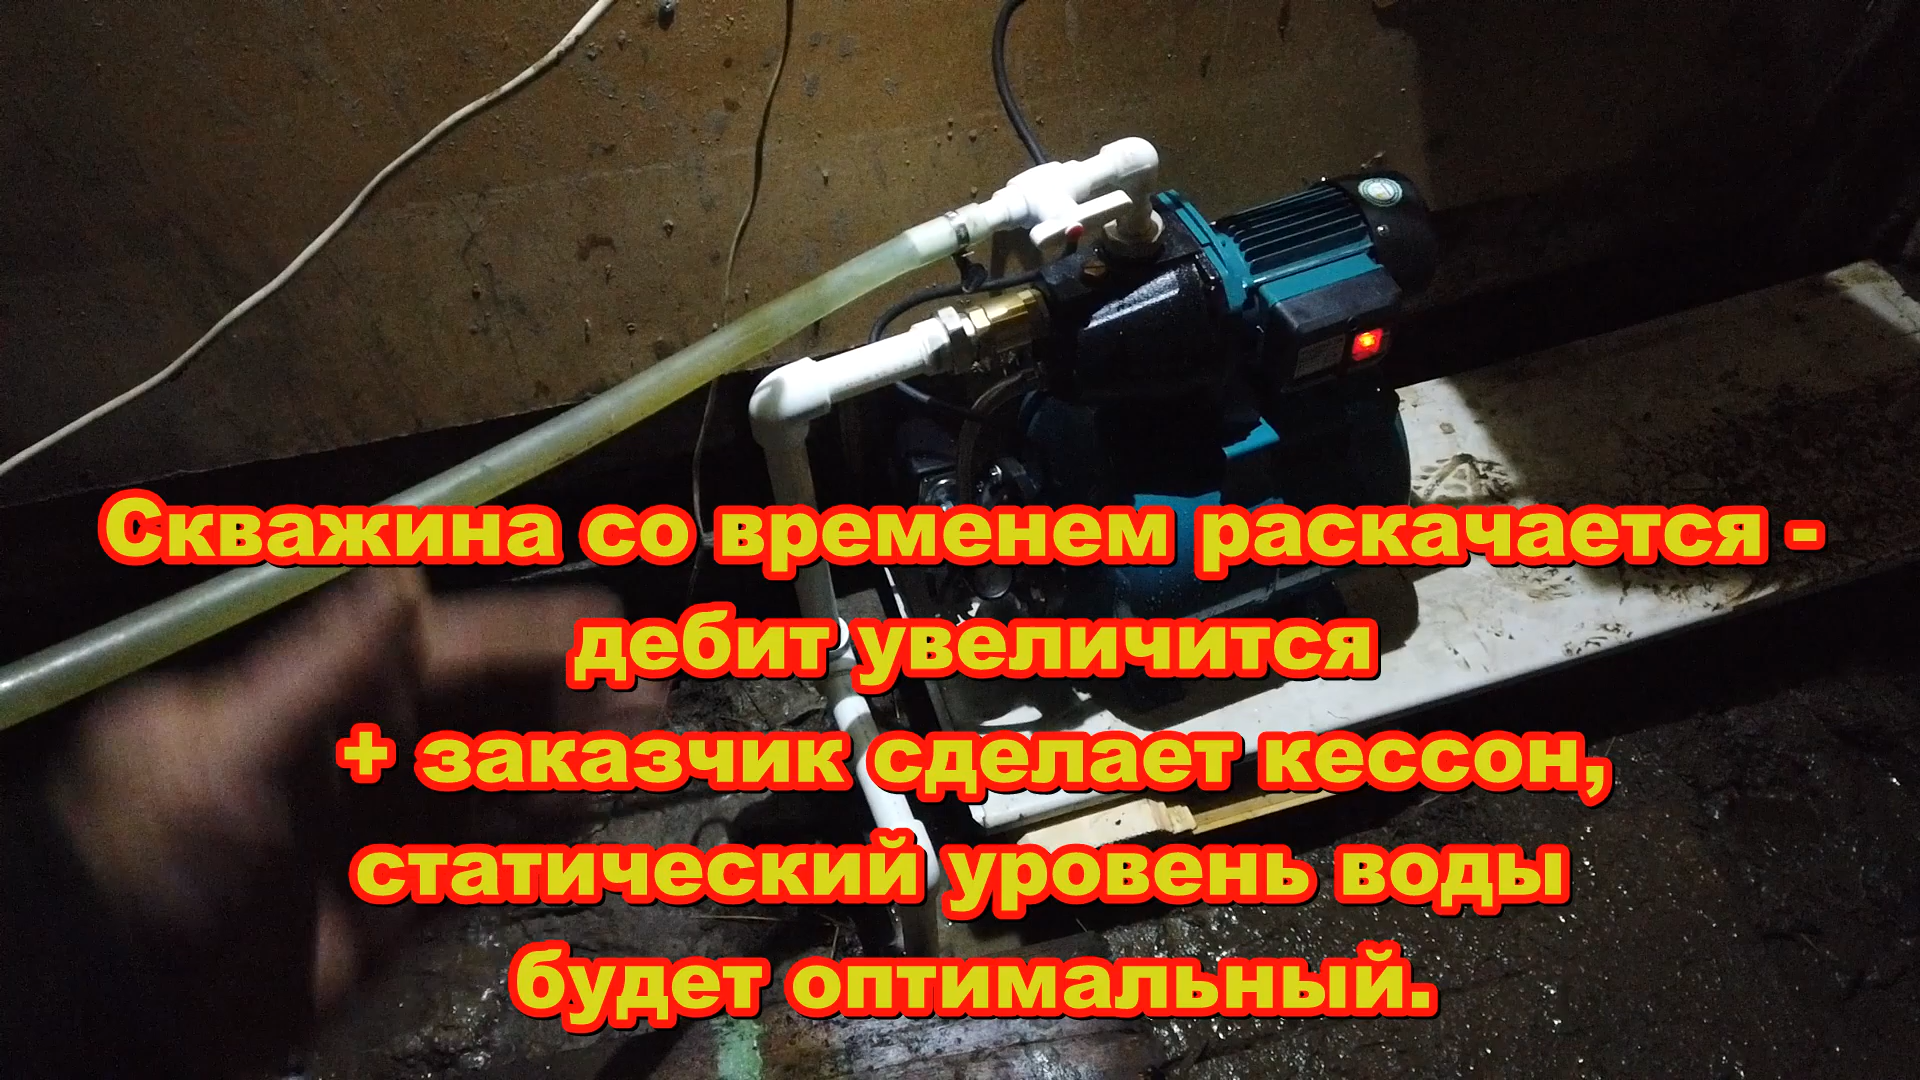 Скважина со временем раскачается -
дебит увеличится
+ заказчик сделает кессон,
статический уровень воды
будет оптимальный.